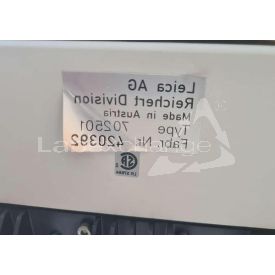 Leica AG
Reichert Division
Made in Austria
Type 702501
Fabr. Nr. 420392